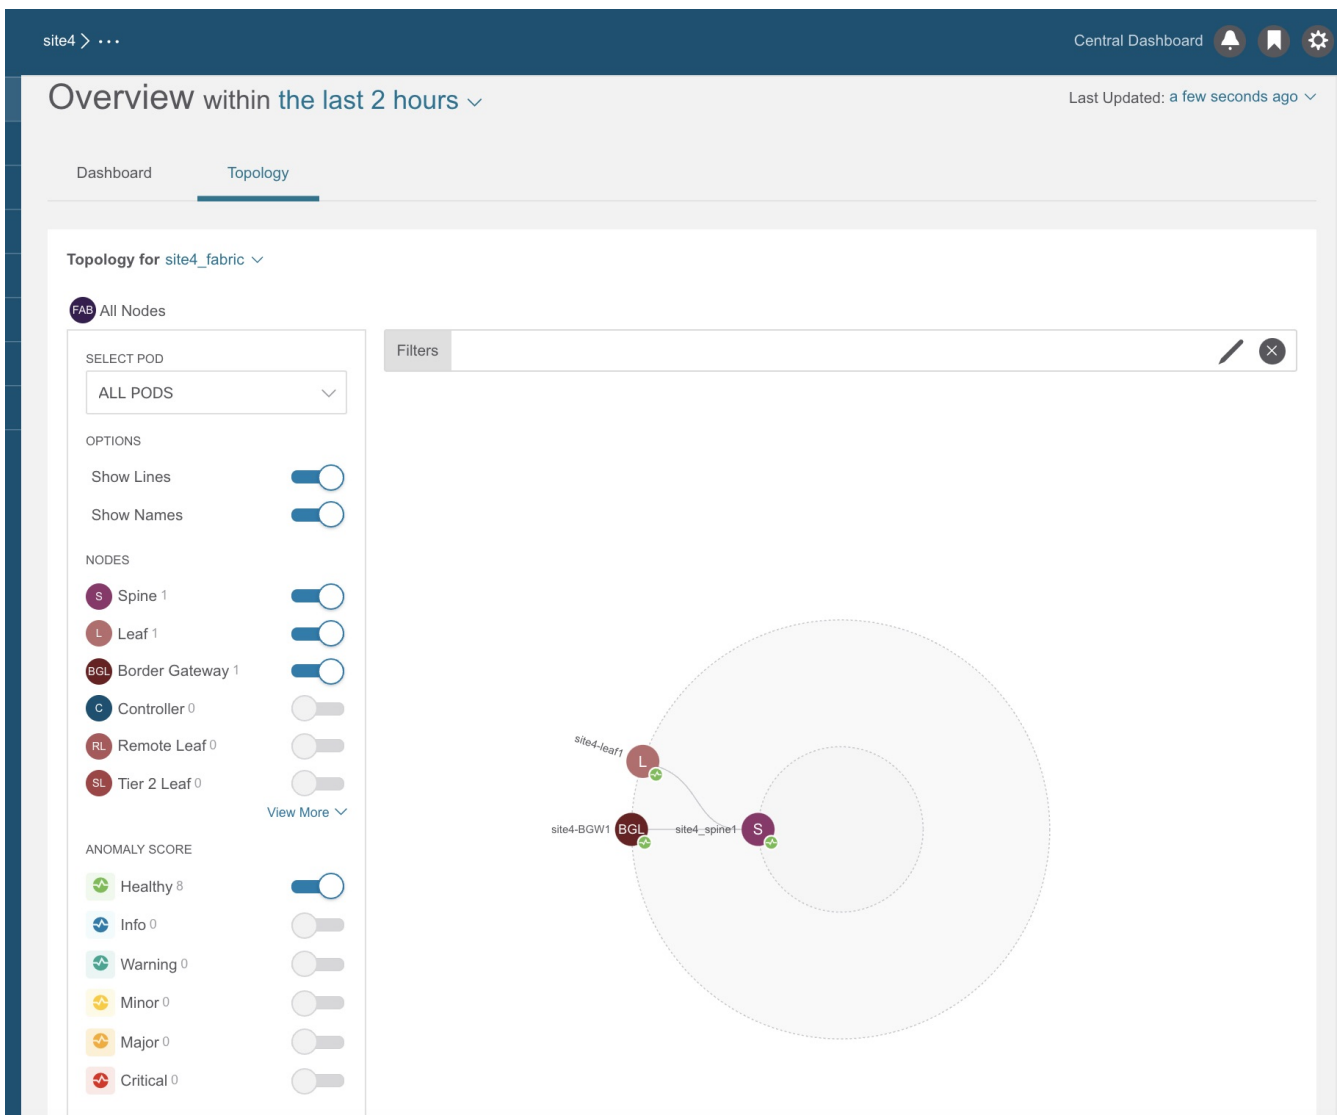 site4 > ···
Central Dashboard
Overview within the last 2 hours
Last Updated: a few seconds ago
Dashboard
Topology
Topology for site4_fabric
FAB All Nodes
SELECT POD
ALL PODS
Filters
OPTIONS
Show Lines
Show Names
NODES
S Spine 1
L Leaf 1
BGL Border Gateway 1
C Controller 0
RL Remote Leaf 0
SL Tier 2 Leaf 0
View More
ANOMALY SCORE
Healthy 8
Info 0
Warning 0
Minor 0
Major 0
Critical 0
site4-leaf1 L
site4-BGW1 BGL site4_spine1 S